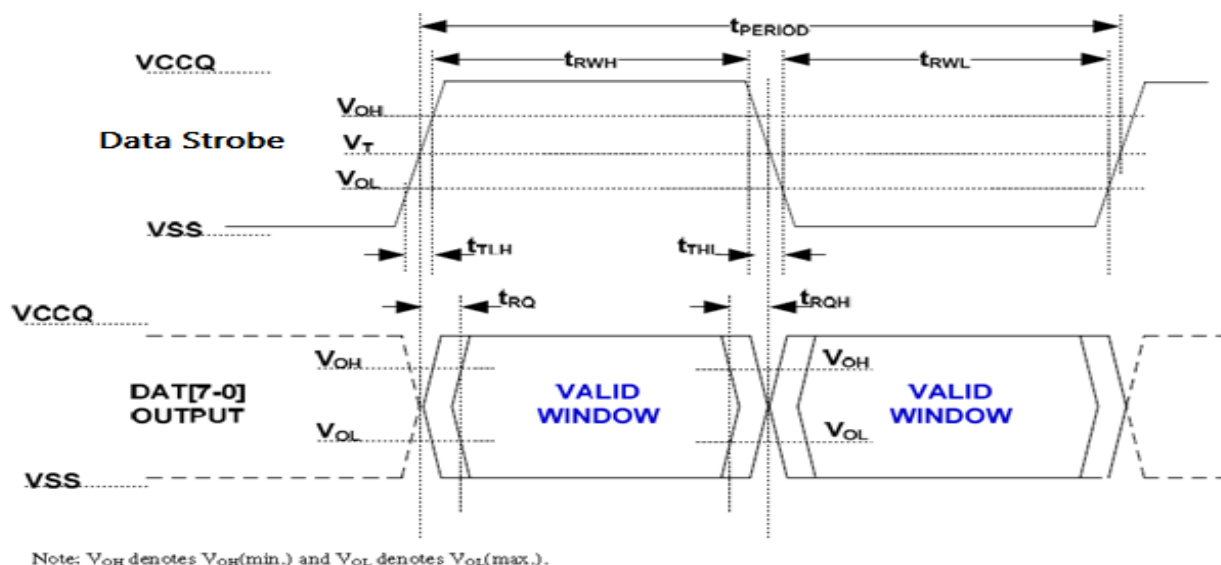 tPERIOD
VCCQ
tRWH
tRWL
VOH
Data Strobe
VT
VOL
VSS
tTLH
tTHL
tRQ
tRQH
VCCQ
VOH
VOH
DAT[7-0]
OUTPUT
VALID
WINDOW
VALID
WINDOW
VOL
VOL
VSS
Note: VOH denotes VOH(min.) and VOL denotes VOL(max.).